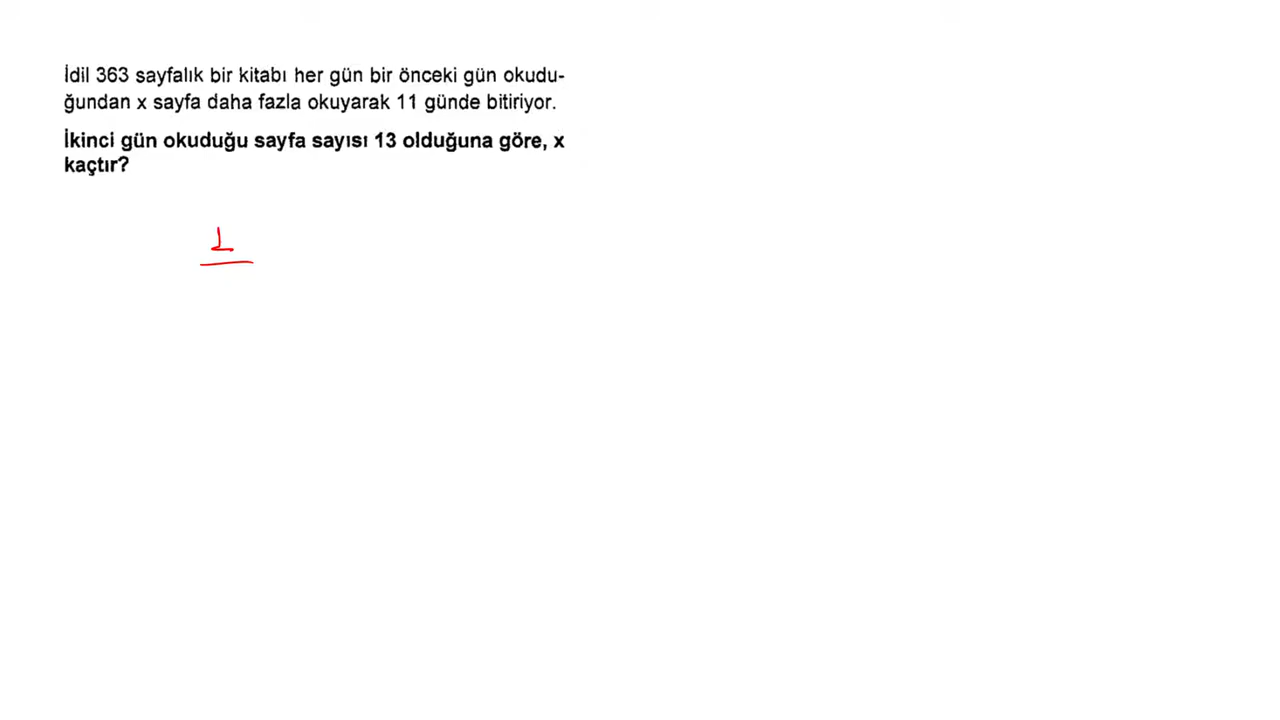 İdil 363 sayfalık bir kitabı her gün bir önceki gün okudu-
ğundan x sayfa daha fazla okuyarak 11 günde bitiriyor.
İkinci gün okuduğu sayfa sayısı 13 olduğuna göre, x
kaçtır?
1